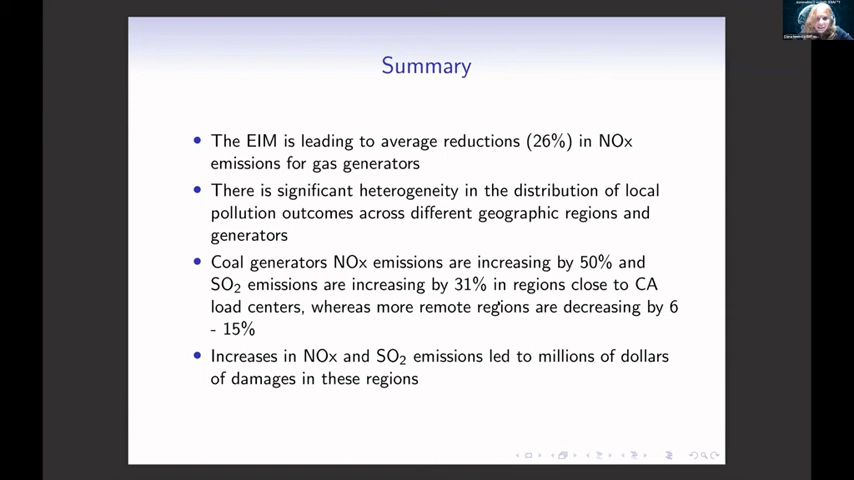 Summary
The EIM is leading to average reductions (26%) in NOx
emissions for gas generators
There is significant heterogeneity in the distribution of local
pollution outcomes across different geographic regions and
generators
Coal generators NOx emissions are increasing by 50% and
SO₂ emissions are increasing by 31% in regions close to CA
load centers, whereas more remote regions are decreasing by 6
- 15%
Increases in NOx and SO₂ emissions led to millions of dollars
of damages in these regions